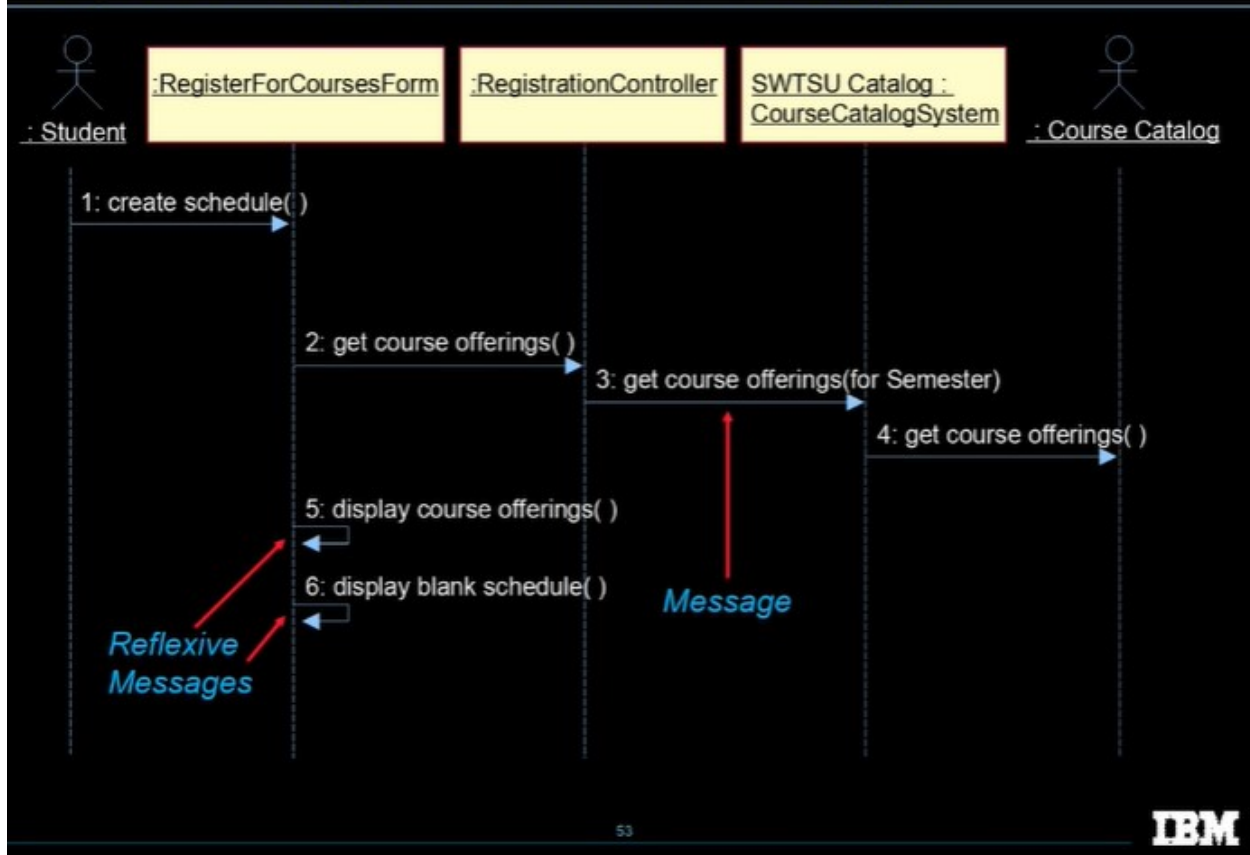 :RegisterForCoursesForm
:RegistrationController
SWTSU Catalog :
CourseCatalogSystem
: Student
: Course Catalog
1: create schedule( )
2: get course offerings( )
3: get course offerings(for Semester)
4: get course offerings( )
5: display course offerings( )
6: display blank schedule( )
Message
Reflexive
Messages
53
IBM